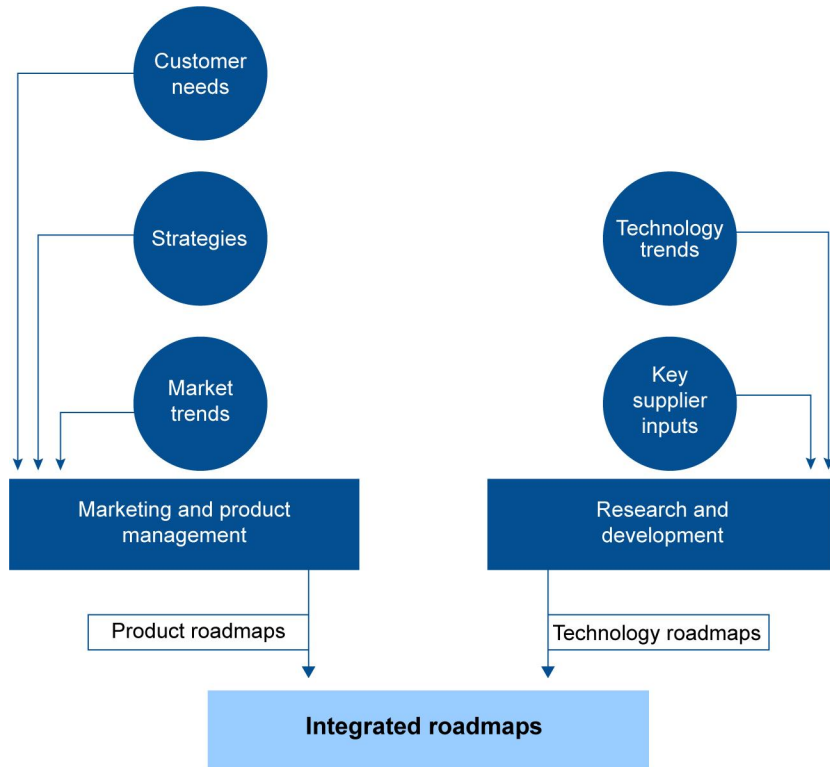 Customer
needs
Strategies
Technology
trends
Market
trends
Key
supplier
inputs
Marketing and product
management
Research and
development
Product roadmaps
Technology roadmaps
Integrated roadmaps